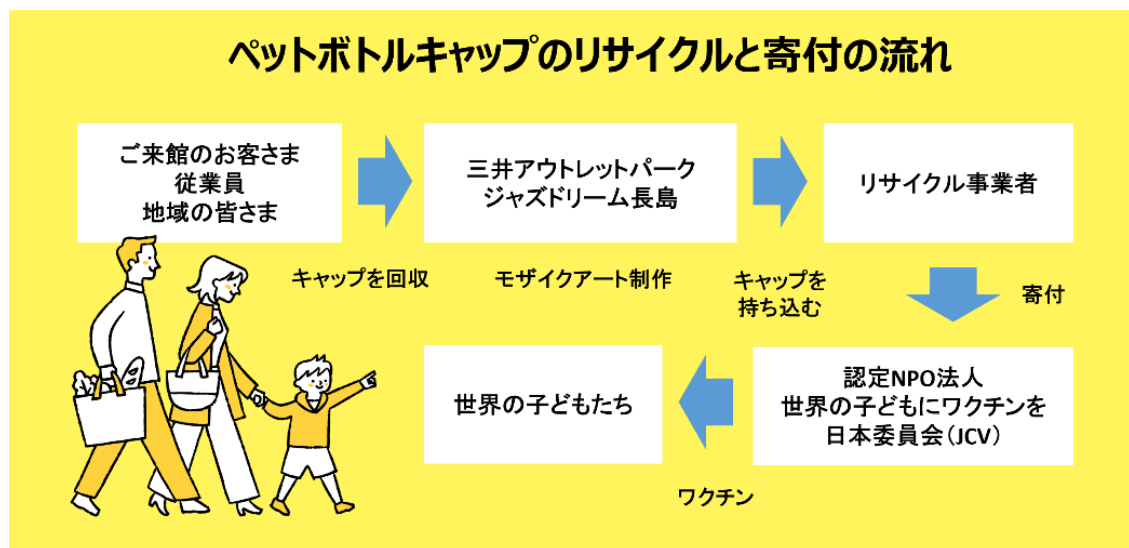 ペットボトルキャップのリサイクルと寄付の流れ
ご来館のお客さま
従業員
地域の皆さま
キャップを回収
三井アウトレットパーク
ジャズドリーム長島
モザイクアート制作
キャップを
持ち込む
リサイクル事業者
寄付
認定NPO法人
世界の子どもにワクチンを
日本委員会(JCV)
ワクチン
世界の子どもたち